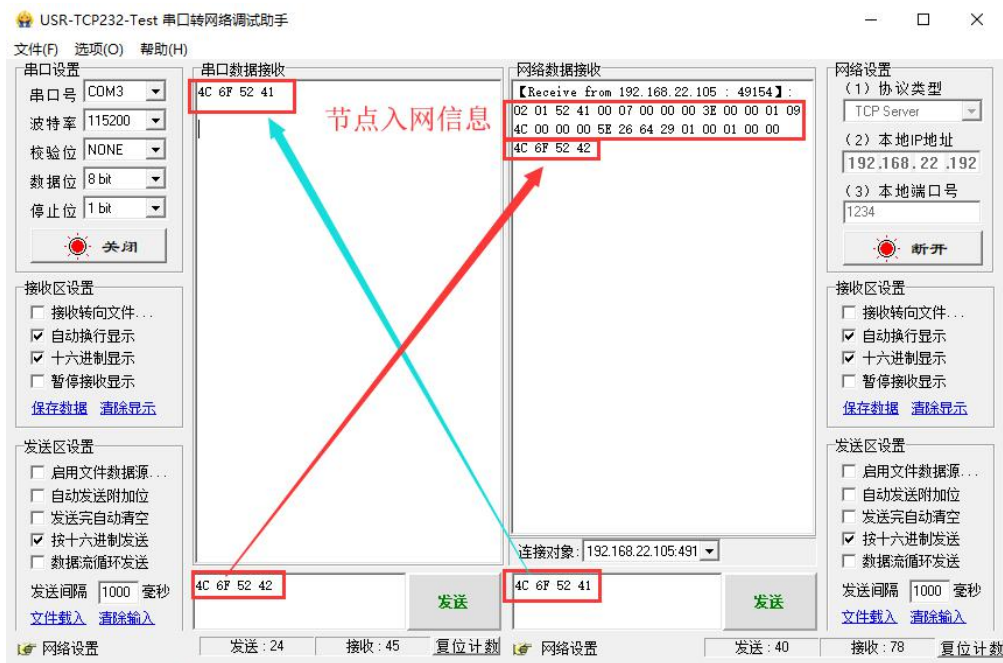 USR-TCP232-Test 串口转网络调试助手
文件(F) 选项(O) 帮助(H)
串口设置
串口号 COM3
波特率 115200
校验位 NONE
数据位 8 bit
停止位 1 bit
关闭
接收区设置
接收转向文件...
自动换行显示
十六进制显示
暂停接收显示
保存数据 清除显示
发送区设置
启用文件数据源...
自动发送附加位
发送完自动清空
按十六进制发送
数据流循环发送
发送间隔 1000 毫秒
文件载入 清除输入
串口数据接收
4C 6F 52 41
节点入网信息
4C 6F 52 42
发送
网络数据接收
【Receive from 192.168.22.105 : 49154】:
02 01 52 41 00 07 00 00 00 3E 00 00 01 09
4C 00 00 00 5E 26 64 29 01 00 01 00 00
4C 6F 52 42
连接对象: 192.168.22.105:491
4C 6F 52 41
发送
网络设置
(1) 协议类型
TCP Server
(2) 本地IP地址
192.168.22.192
(3) 本地端口号
1234
断开
接收区设置
接收转向文件...
自动换行显示
十六进制显示
暂停接收显示
保存数据 清除显示
发送区设置
启用文件数据源...
自动发送附加位
发送完自动清空
按十六进制发送
数据流循环发送
发送间隔 1000 毫秒
文件载入 清除输入
网络设置 发送 : 24 接收 : 45 复位计数 网络设置 发送 : 40 接收 : 78 复位计数